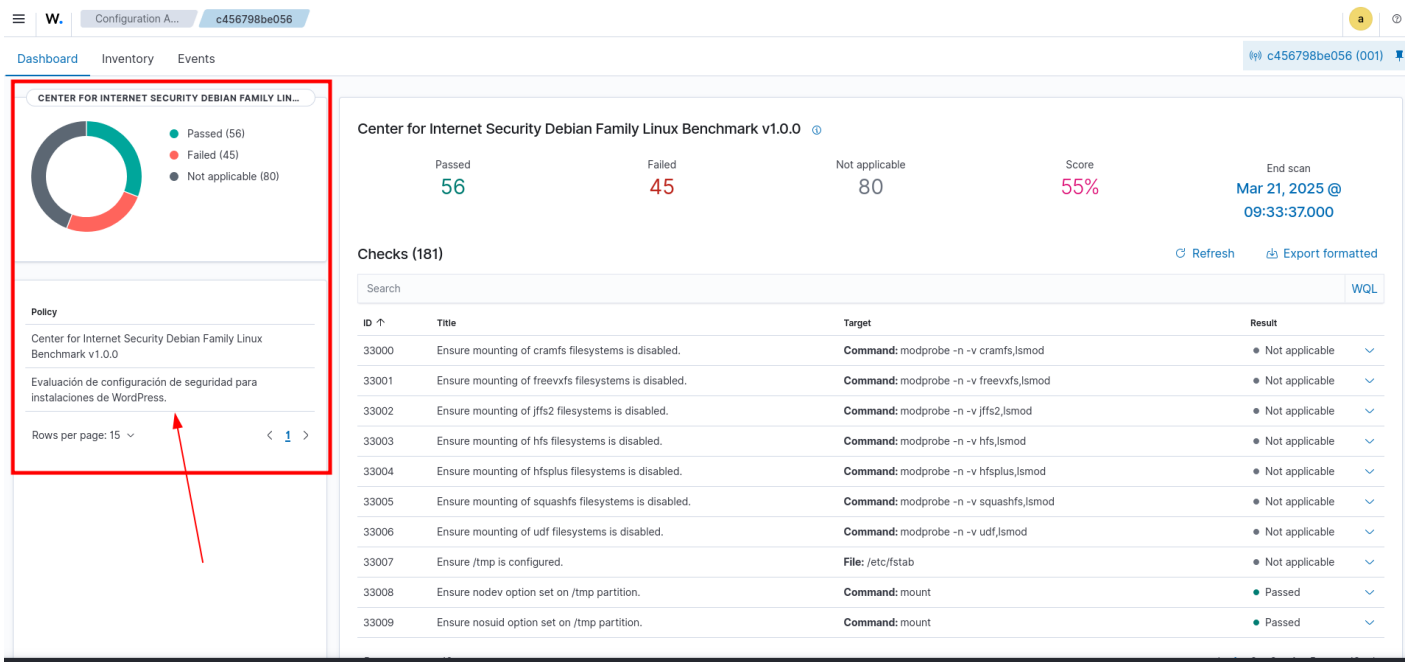 W.
Configuration A...
c456798be056
a
Dashboard
Inventory
Events
c456798be056 (001)
CENTER FOR INTERNET SECURITY DEBIAN FAMILY LIN...
Passed (56)
Failed (45)
Not applicable (80)
Policy
Center for Internet Security Debian Family Linux
Benchmark v1.0.0
Evaluación de configuración de seguridad para
instalaciones de WordPress.
Rows per page: 15
1
Center for Internet Security Debian Family Linux Benchmark v1.0.0
Passed
56
Failed
45
Not applicable
80
Score
55%
End scan
Mar 21, 2025 @
09:33:37.000
Checks (181)
Refresh
Export formatted
Search
WQL
ID Title Target Result
33000 Ensure mounting of cramfs filesystems is disabled. Command: modprobe -n -v cramfs,lsmod Not applicable
33001 Ensure mounting of freevxfs filesystems is disabled. Command: modprobe -n -v freevxfs,lsmod Not applicable
33002 Ensure mounting of jffs2 filesystems is disabled. Command: modprobe -n -v jffs2,lsmod Not applicable
33003 Ensure mounting of hfs filesystems is disabled. Command: modprobe -n -v hfs,lsmod Not applicable
33004 Ensure mounting of hfsplus filesystems is disabled. Command: modprobe -n -v hfsplus,lsmod Not applicable
33005 Ensure mounting of squashfs filesystems is disabled. Command: modprobe -n -v squashfs,lsmod Not applicable
33006 Ensure mounting of udf filesystems is disabled. Command: modprobe -n -v udf,lsmod Not applicable
33007 Ensure /tmp is configured. File: /etc/fstab Not applicable
33008 Ensure nodev option set on /tmp partition. Command: mount Passed
33009 Ensure nosuid option set on /tmp partition. Command: mount Passed